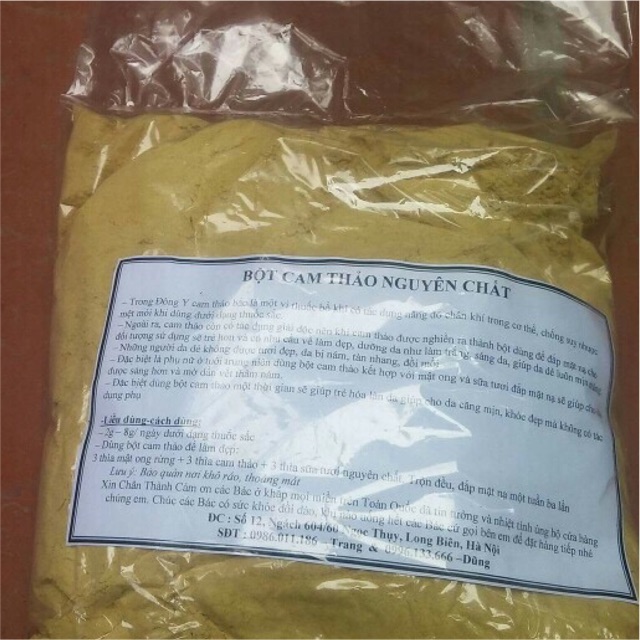 BỘT CAM THẢO NGUYÊN CHẤT
– Trong Đông Y cam thảo bắc là một vị thuốc bổ khí có tác dụng nâng đỡ chân khí trong cơ thể, chống suy nhược
mệt mỏi khi dùng dưới dạng thuốc sắc.
– Ngoài ra, cam thảo còn có tác dụng giải độc nên khi cam thảo được nghiền ra thành bột dùng để đắp mặt nạ cho
đối tượng sử dụng sẽ trẻ hơn và có nhu cầu về làm đẹp, dưỡng da như làm trắng, sáng da, giúp da dẻ luôn mịn
– Những người da dẻ không được tươi đẹp, da bị nám, tàn nhang, đồi mồi
– Đặc biệt là phụ nữ ở tuổi trung niên dùng bột cam thảo kết hợp với mật ong và sữa tươi đắp mặt nạ sẽ giúp cho
được sáng hơn và mờ dần vết thâm nám.
– Đặc biệt dùng bột cam thảo một thời gian sẽ giúp trẻ hóa làn da giúp cho da căng mịn, khỏe đẹp mà không có tác
dụng phụ
-Liều dùng-cách dùng:
– 2g – 8g/ ngày dưới dạng thuốc sắc
– Dùng bột cam thảo để làm đẹp:
3 thìa mật ong rừng + 3 thìa cam thảo + 3 thìa sữa tươi nguyên chất. Trộn đều, đắp mặt nạ một tuần ba lần
Lưu ý: Bảo quản nơi khô ráo, thoáng mát
Xin Chân Thành Cám ơn các Bác ở khắp mọi miền trên Toàn Quốc đã tin tưởng và nhiệt tình ủng hộ cửa hàng
chúng em. Chúc các Bác có sức khỏe dồi dào, khi nào dùng hết các Bác cứ gọi bên em để đặt hàng tiếp nhé
ĐC : Số 12, Ngách 604/60 Ngọc Thụy, Long Biên, Hà Nội
SĐT : 0986.011.186 – Trang & 133.666 –Dũng